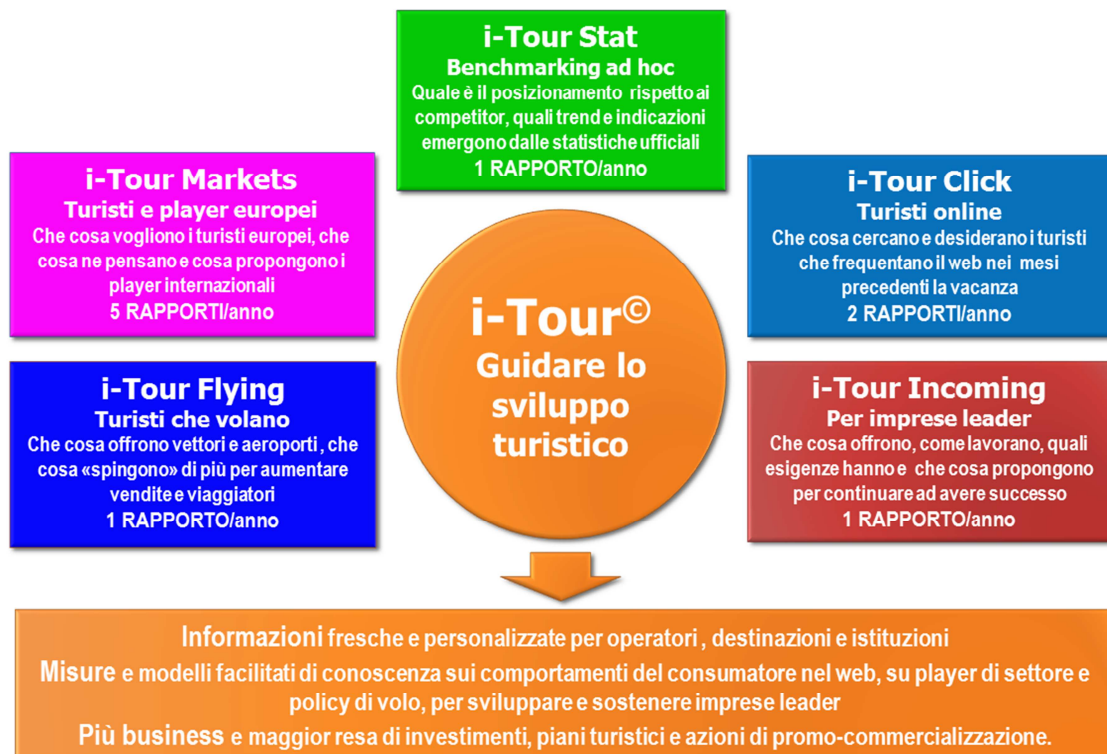 i-Tour Stat
Benchmarking ad hoc
Quale è il posizionamento rispetto ai
competitor, quali trend e indicazioni
emergono dalle statistiche ufficiali
1 RAPPORTO/anno
i-Tour Markets
Turisti e player europei
Che cosa vogliono i turisti europei, che
cosa ne pensano e cosa propongono i
player internazionali
5 RAPPORTI/anno
i-Tour Click
Turisti online
Che cosa cercano e desiderano i turisti
che frequentano il web nei mesi
precedenti la vacanza
2 RAPPORTI/anno
i-Tour©
Guidare lo
sviluppo
turistico
i-Tour Flying
Turisti che volano
Che cosa offrono vettori e aeroporti, che
cosa «spingono» di più per aumentare
vendite e viaggiatori
1 RAPPORTO/anno
i-Tour Incoming
Per imprese leader
Che cosa offrono, come lavorano, quali
esigenze hanno e che cosa propongono
per continuare ad avere successo
1 RAPPORTO/anno
Informazioni fresche e personalizzate per operatori, destinazioni e istituzioni
Misure e modelli facilitati di conoscenza sui comportamenti del consumatore nel web, su player di settore e
policy di volo, per sviluppare e sostenere imprese leader
Più business e maggior resa di investimenti, piani turistici e azioni di promo-commercializzazione.